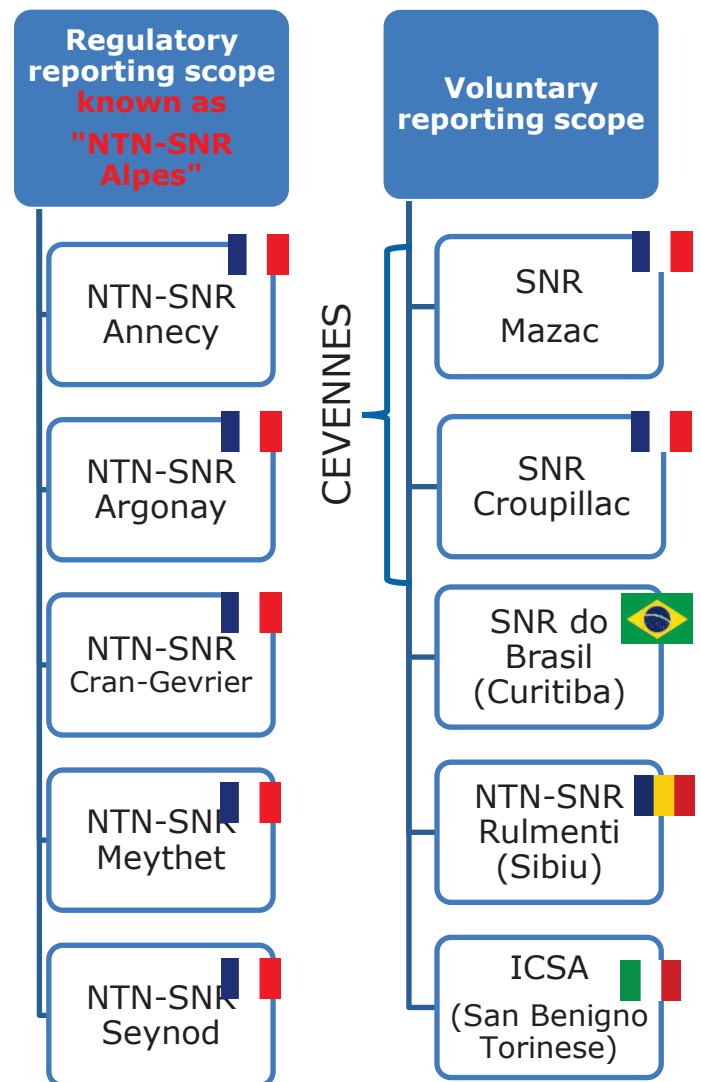 Regulatory
reporting scope
known as
"NTN-SNR
Alpes"
NTN-SNR
Annecy
NTN-SNR
Argonay
NTN-SNR
Cran-Gevrier
NTN-SNR
Meythet
NTN-SNR
Seynod
Voluntary
reporting scope
CEVENNES
SNR
Mazac
SNR
Croupillac
SNR do
Brasil
(Curitiba)
NTN-SNR
Rulmenti
(Sibiu)
ICSA
(San Benigno
Torinese)